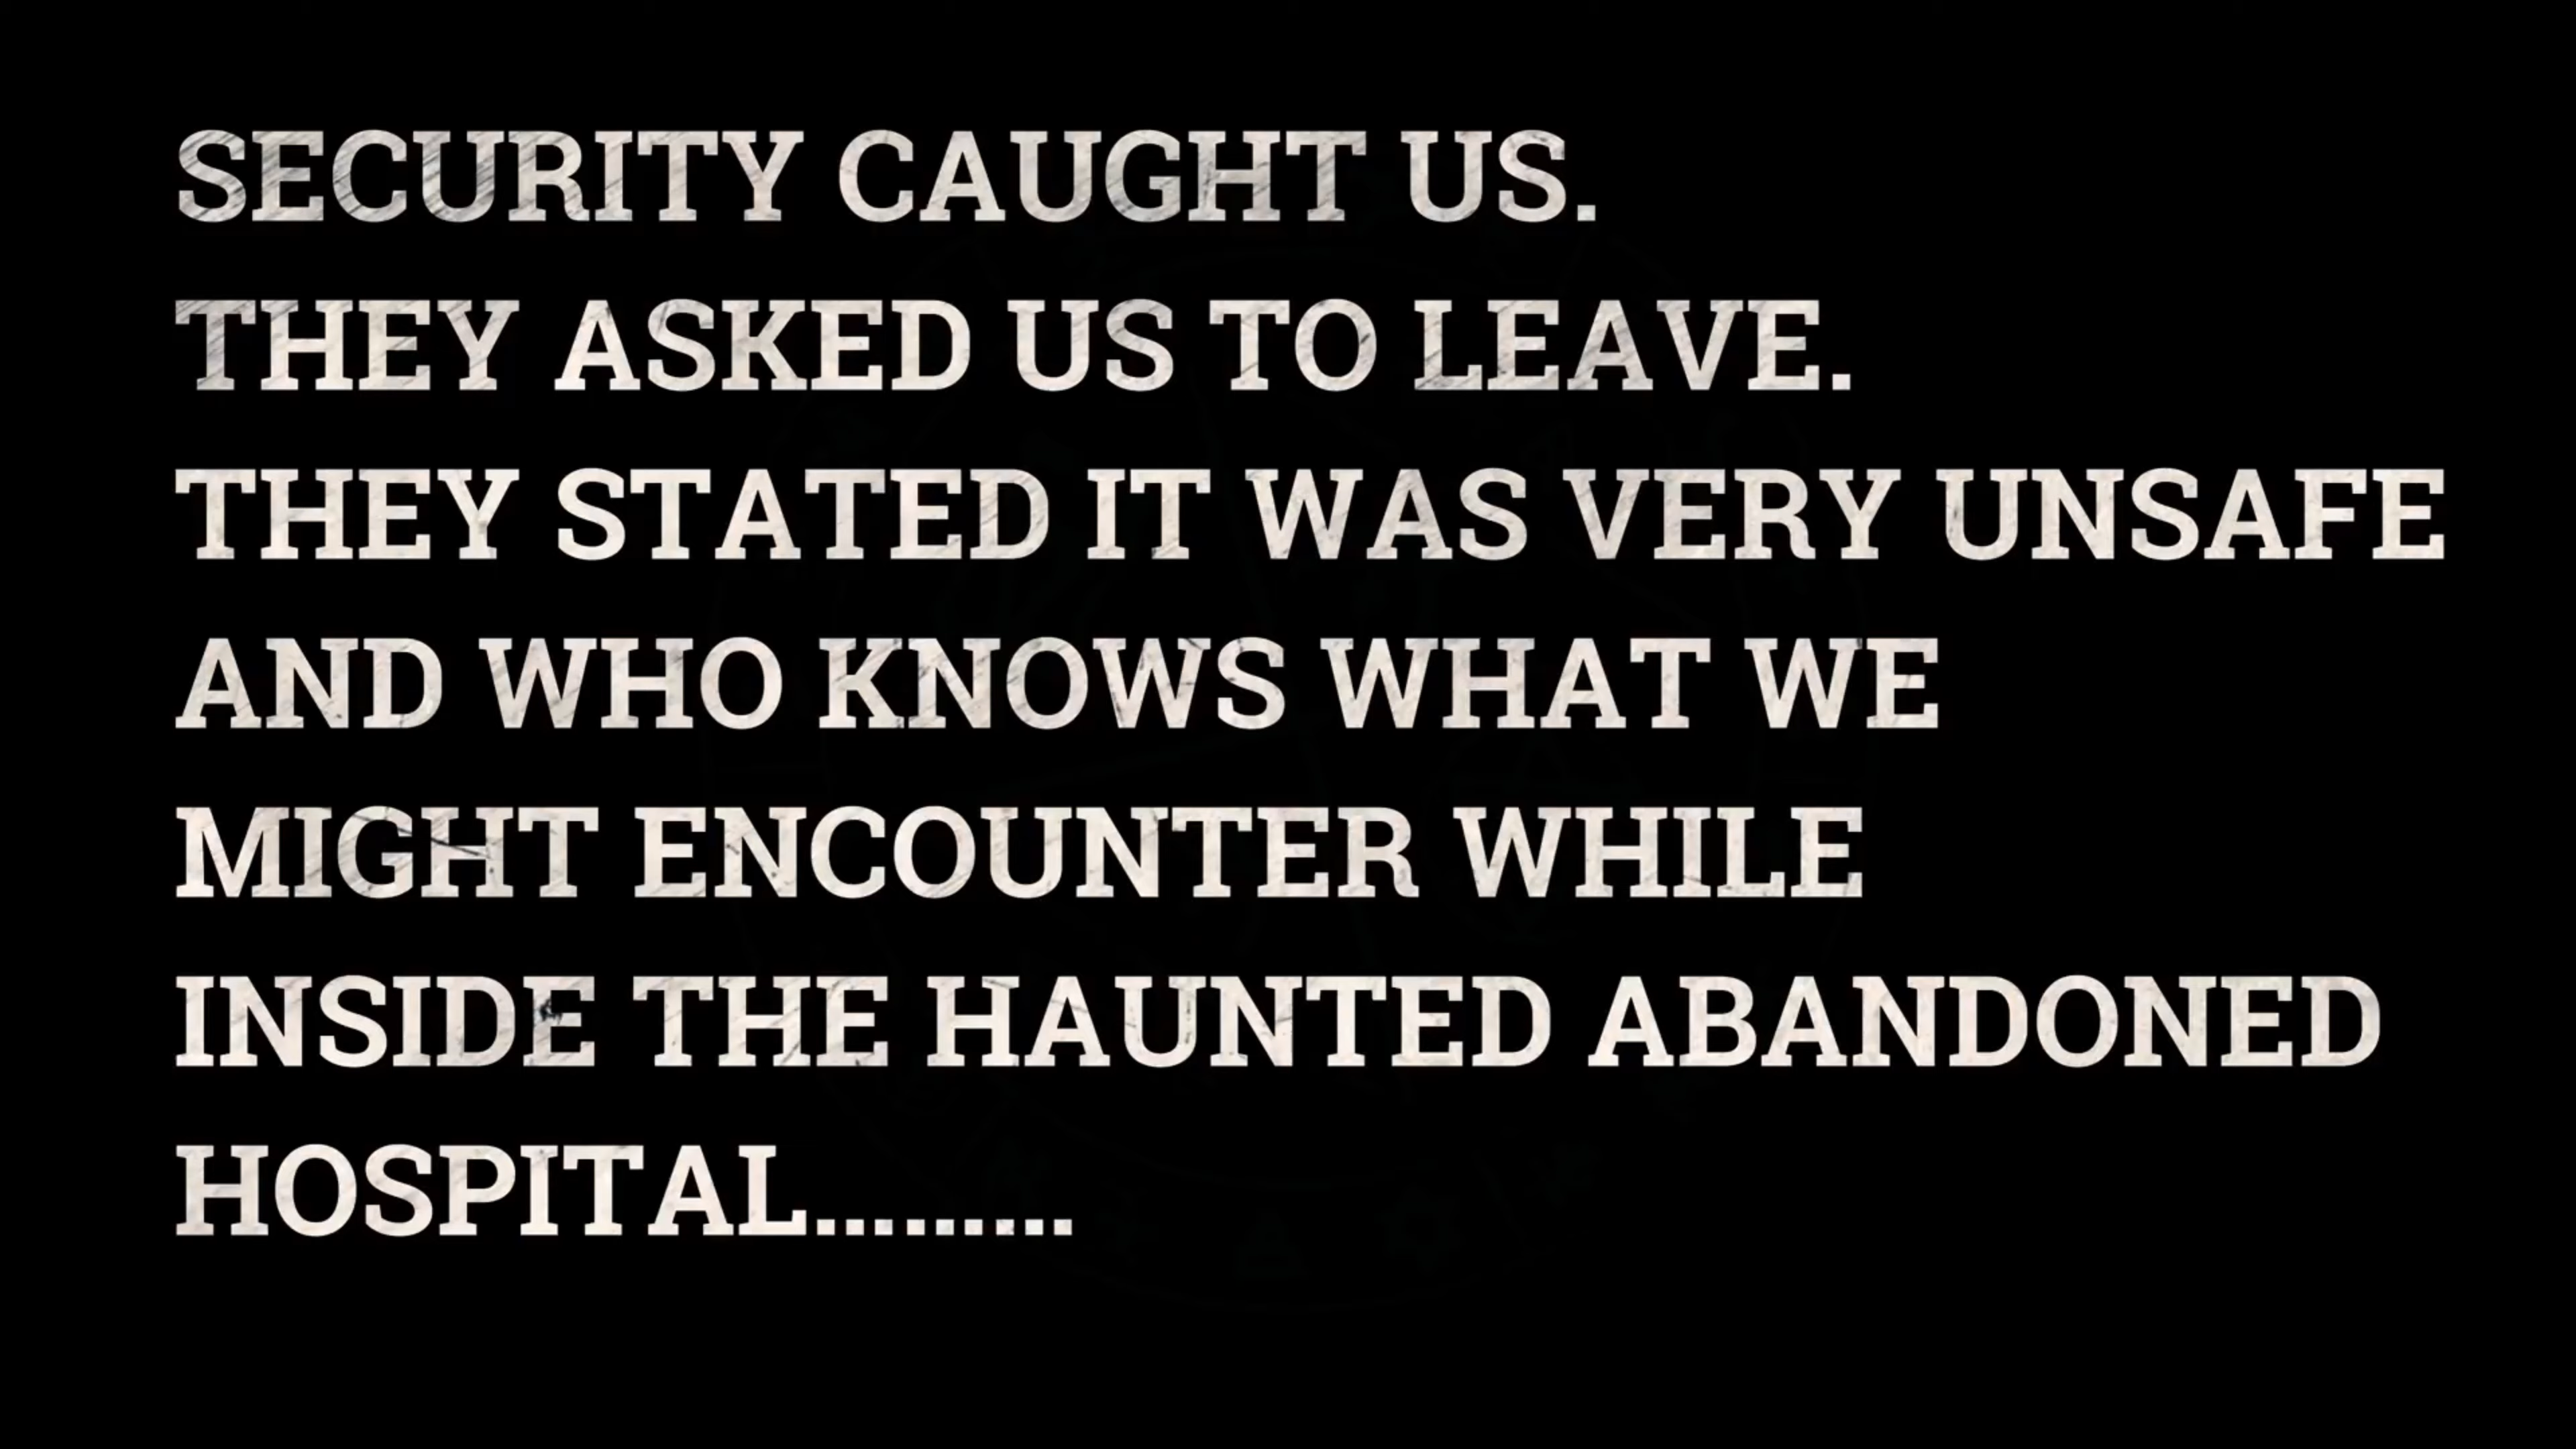 SECURITY CAUGHT US.
THEY ASKED US TO LEAVE.
THEY STATED IT WAS VERY UNSAFE
AND WHO KNOWS WHAT WE
MIGHT ENCOUNTER WHILE
INSIDE THE HAUNTED ABANDONED
HOSPITAL.........